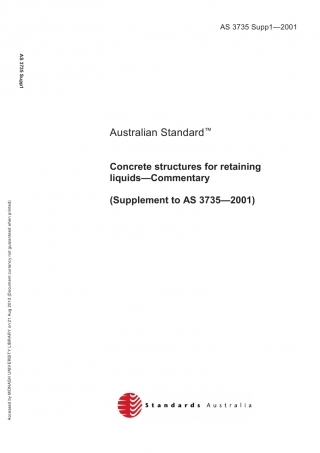 AS 3735 Supp1—2001
AS 3735 Supp1
Australian Standard™
Concrete structures for retaining
liquids—Commentary
(Supplement to AS 3735—2001)
Accessed by MONASH UNIVERSITY LIBRARY on 21 Aug 2013 (Document currency not guaranteed when printed)
Standards Australia